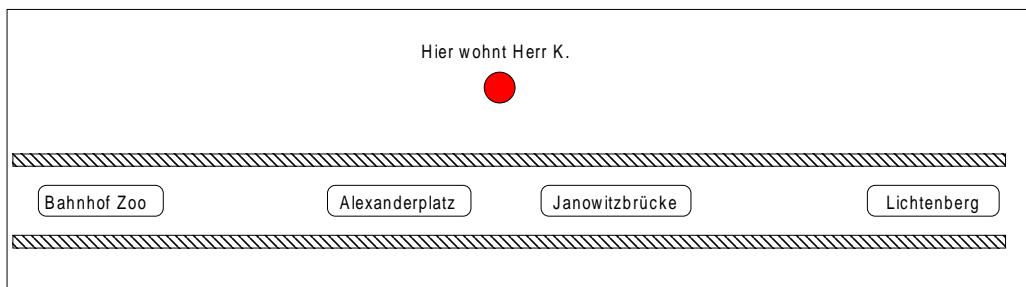 Hier wohnt Herr K.
Bahnhof Zoo Alexanderplatz Janowitzbrücke Lichtenberg